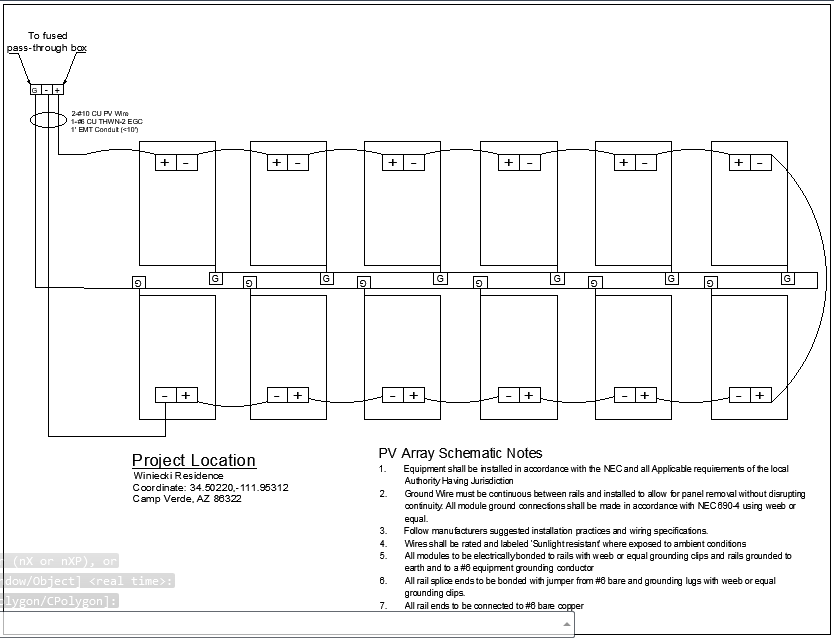 To fused
pass-through box
G - +
2-#10 CU PV Wire
1-#6 CU THWN-2 EGC
1' EMT Conduit (<10')
+ - + - + - + - + - + -
G G G G G G
G G G G G G
- + - + - + - + - + - +
Project Location
Winiecki Residence
Coordinate: 34.50220,-111.95312
Camp Verde, AZ 86322
PV Array Schematic Notes
1. Equipment shall be installed in accordance with the NEC and all Applicable requirements of the local
Authority Having Jurisdiction
2. Ground Wire must be continuous between rails and installed to allow for panel removal without disrupting
continuity. All module ground connections shall be made in accordance with NEC 690-4 using weeb or
equal.
3. Follow manufacturers suggested installation practices and wiring specifications.
4. Wires shall be rated and labeled 'Sunlight resistant' where exposed to ambient conditions
5. All modules to be electrically bonded to rails with weeb or equal grounding clips and rails grounded to
earth and to a #6 equipment grounding conductor
6. All rail splice ends to be bonded with jumper from #6 bare and grounding lugs with weeb or equal
grounding clips.
7. All rail ends to be connected to #6 bare copper
(nX or nXP), or
ndow/Object] <real time>:
olygon/CPolygon]: